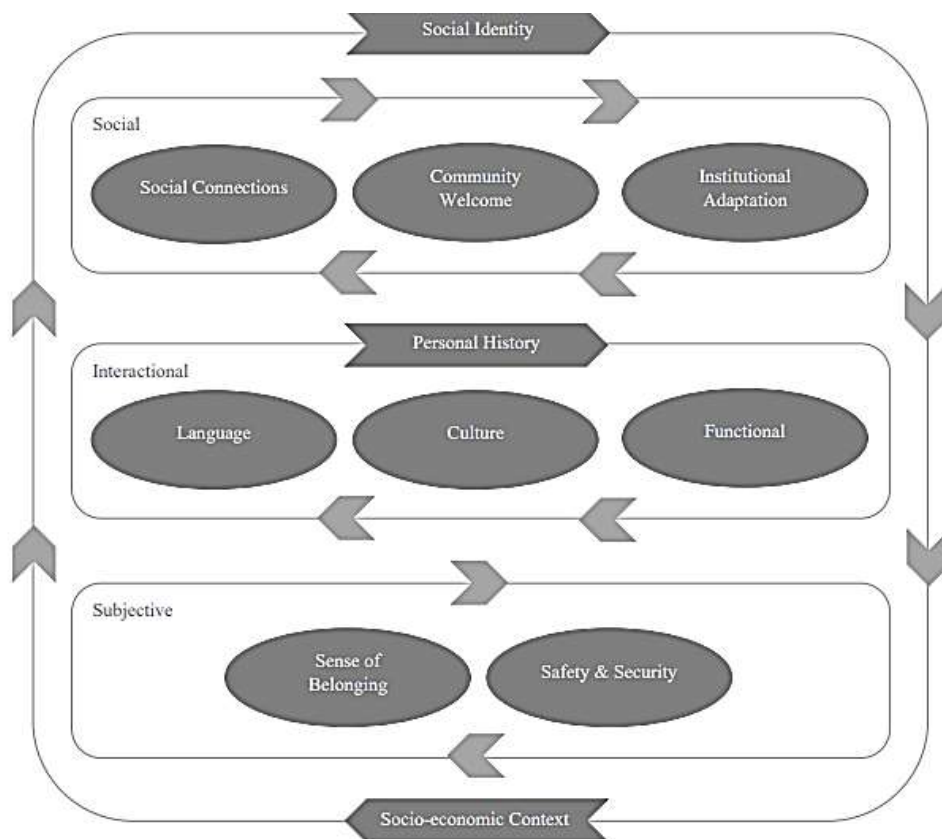 Social Identity
Social
Social Connections
Community
Welcome
Institutional
Adaptation
Personal History
Interactional
Language
Culture
Functional
Subjective
Sense of
Belonging
Safety & Security
Socio-economic Context